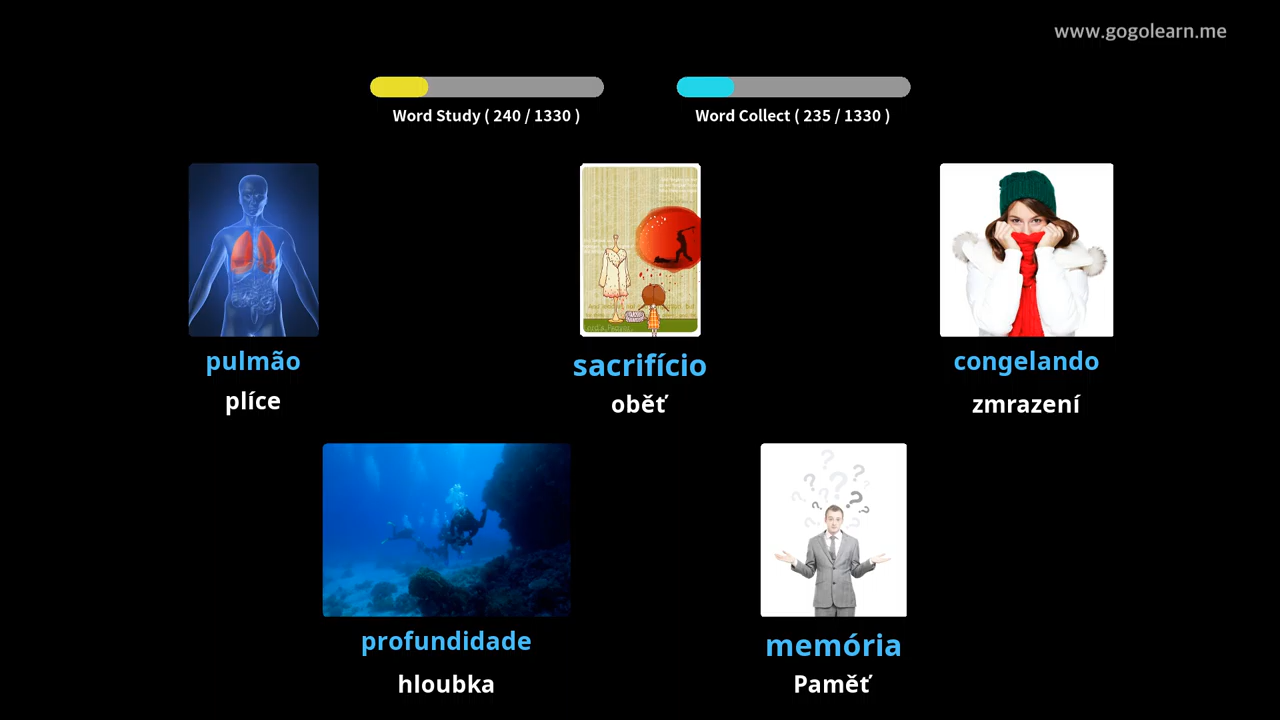 www.gogolearn.me
Word Study ( 240 / 1330 )
Word Collect ( 235 / 1330 )
pulmão
plíce
sacrifício
oběť
congelando
zmrazení
profundidade
hloubka
memória
Paměť